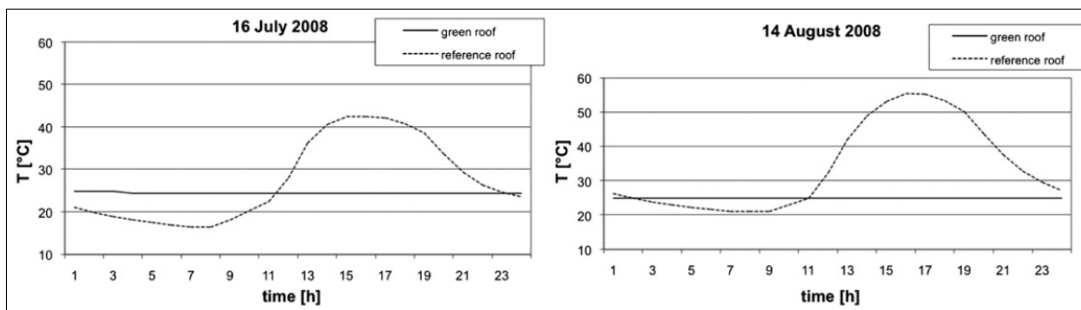 16 July 2008
green roof
reference roof
T [°C]
60
50
40
30
20
10
1 3 5 7 9 11 13 15 17 19 21 23
time [h]
14 August 2008
green roof
reference roof
T [°C]
60
50
40
30
20
10
1 3 5 7 9 11 13 15 17 19 21 23
time [h]